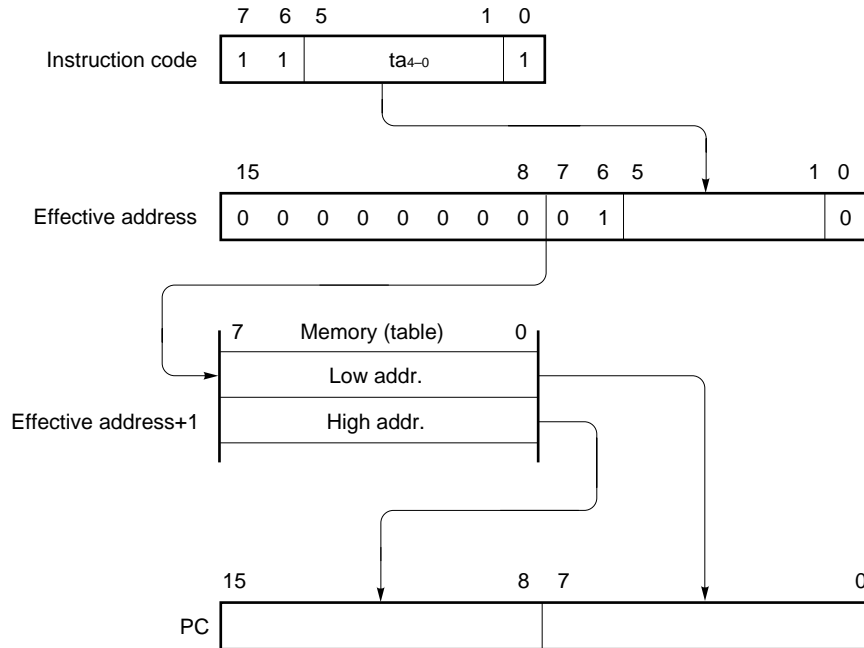 7 6 5 1 0
Instruction code 1 1 ta4–0 1
15 8 7 6 5 1 0
Effective address 0 0 0 0 0 0 0 0 0 1 0
7 Memory (table) 0
Low addr.
Effective address+1 High addr.
15 8 7 0
PC